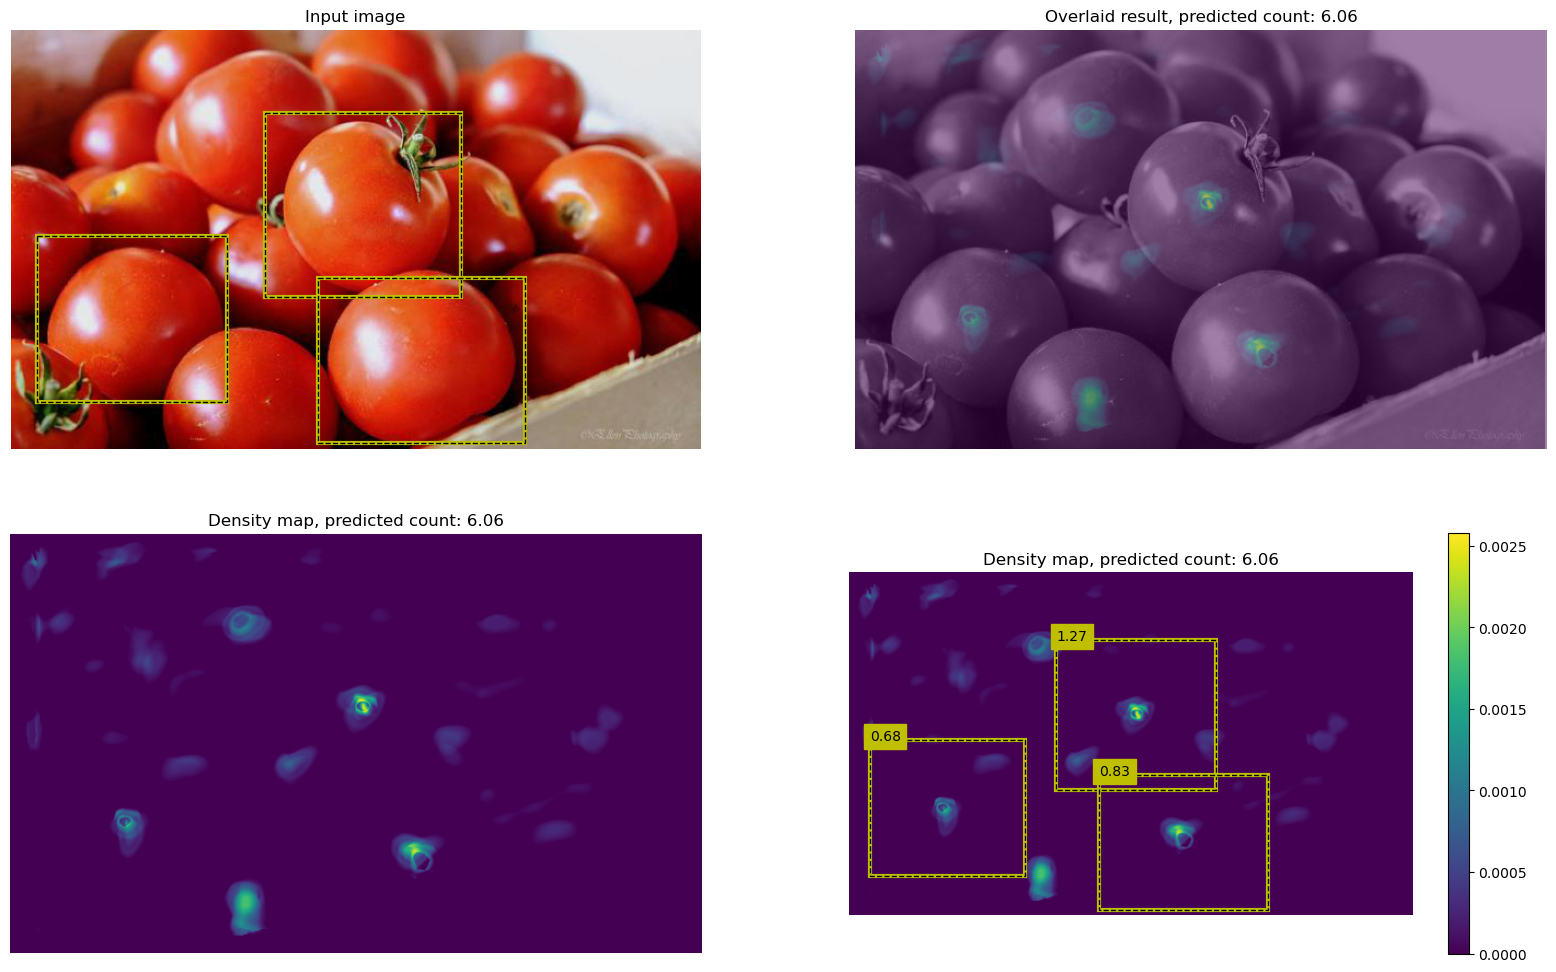 Input image
©Ellen Photography
Overlaid result, predicted count: 6.06
©Ellen Photography
Density map, predicted count: 6.06
Density map, predicted count: 6.06
1.27
0.68
0.83
0.0025
0.0020
0.0015
0.0010
0.0005
0.0000